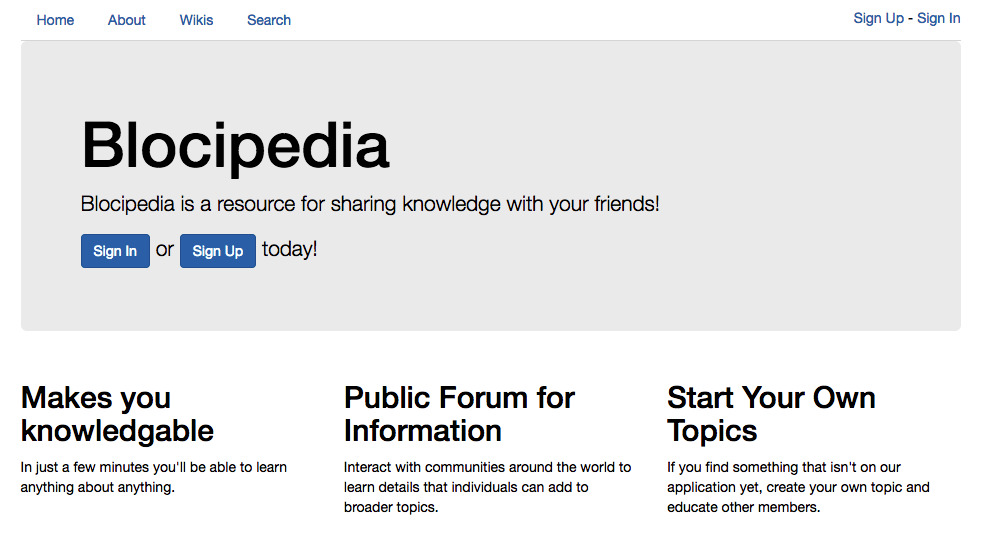 Home About Wikis Search Sign Up - Sign In
Blocipedia
Blocipedia is a resource for sharing knowledge with your friends!
Sign In or Sign Up today!
Makes you
knowledgable
In just a few minutes you'll be able to learn
anything about anything.
Public Forum for
Information
Interact with communities around the world to
learn details that individuals can add to
broader topics.
Start Your Own
Topics
If you find something that isn't on our
application yet, create your own topic and
educate other members.